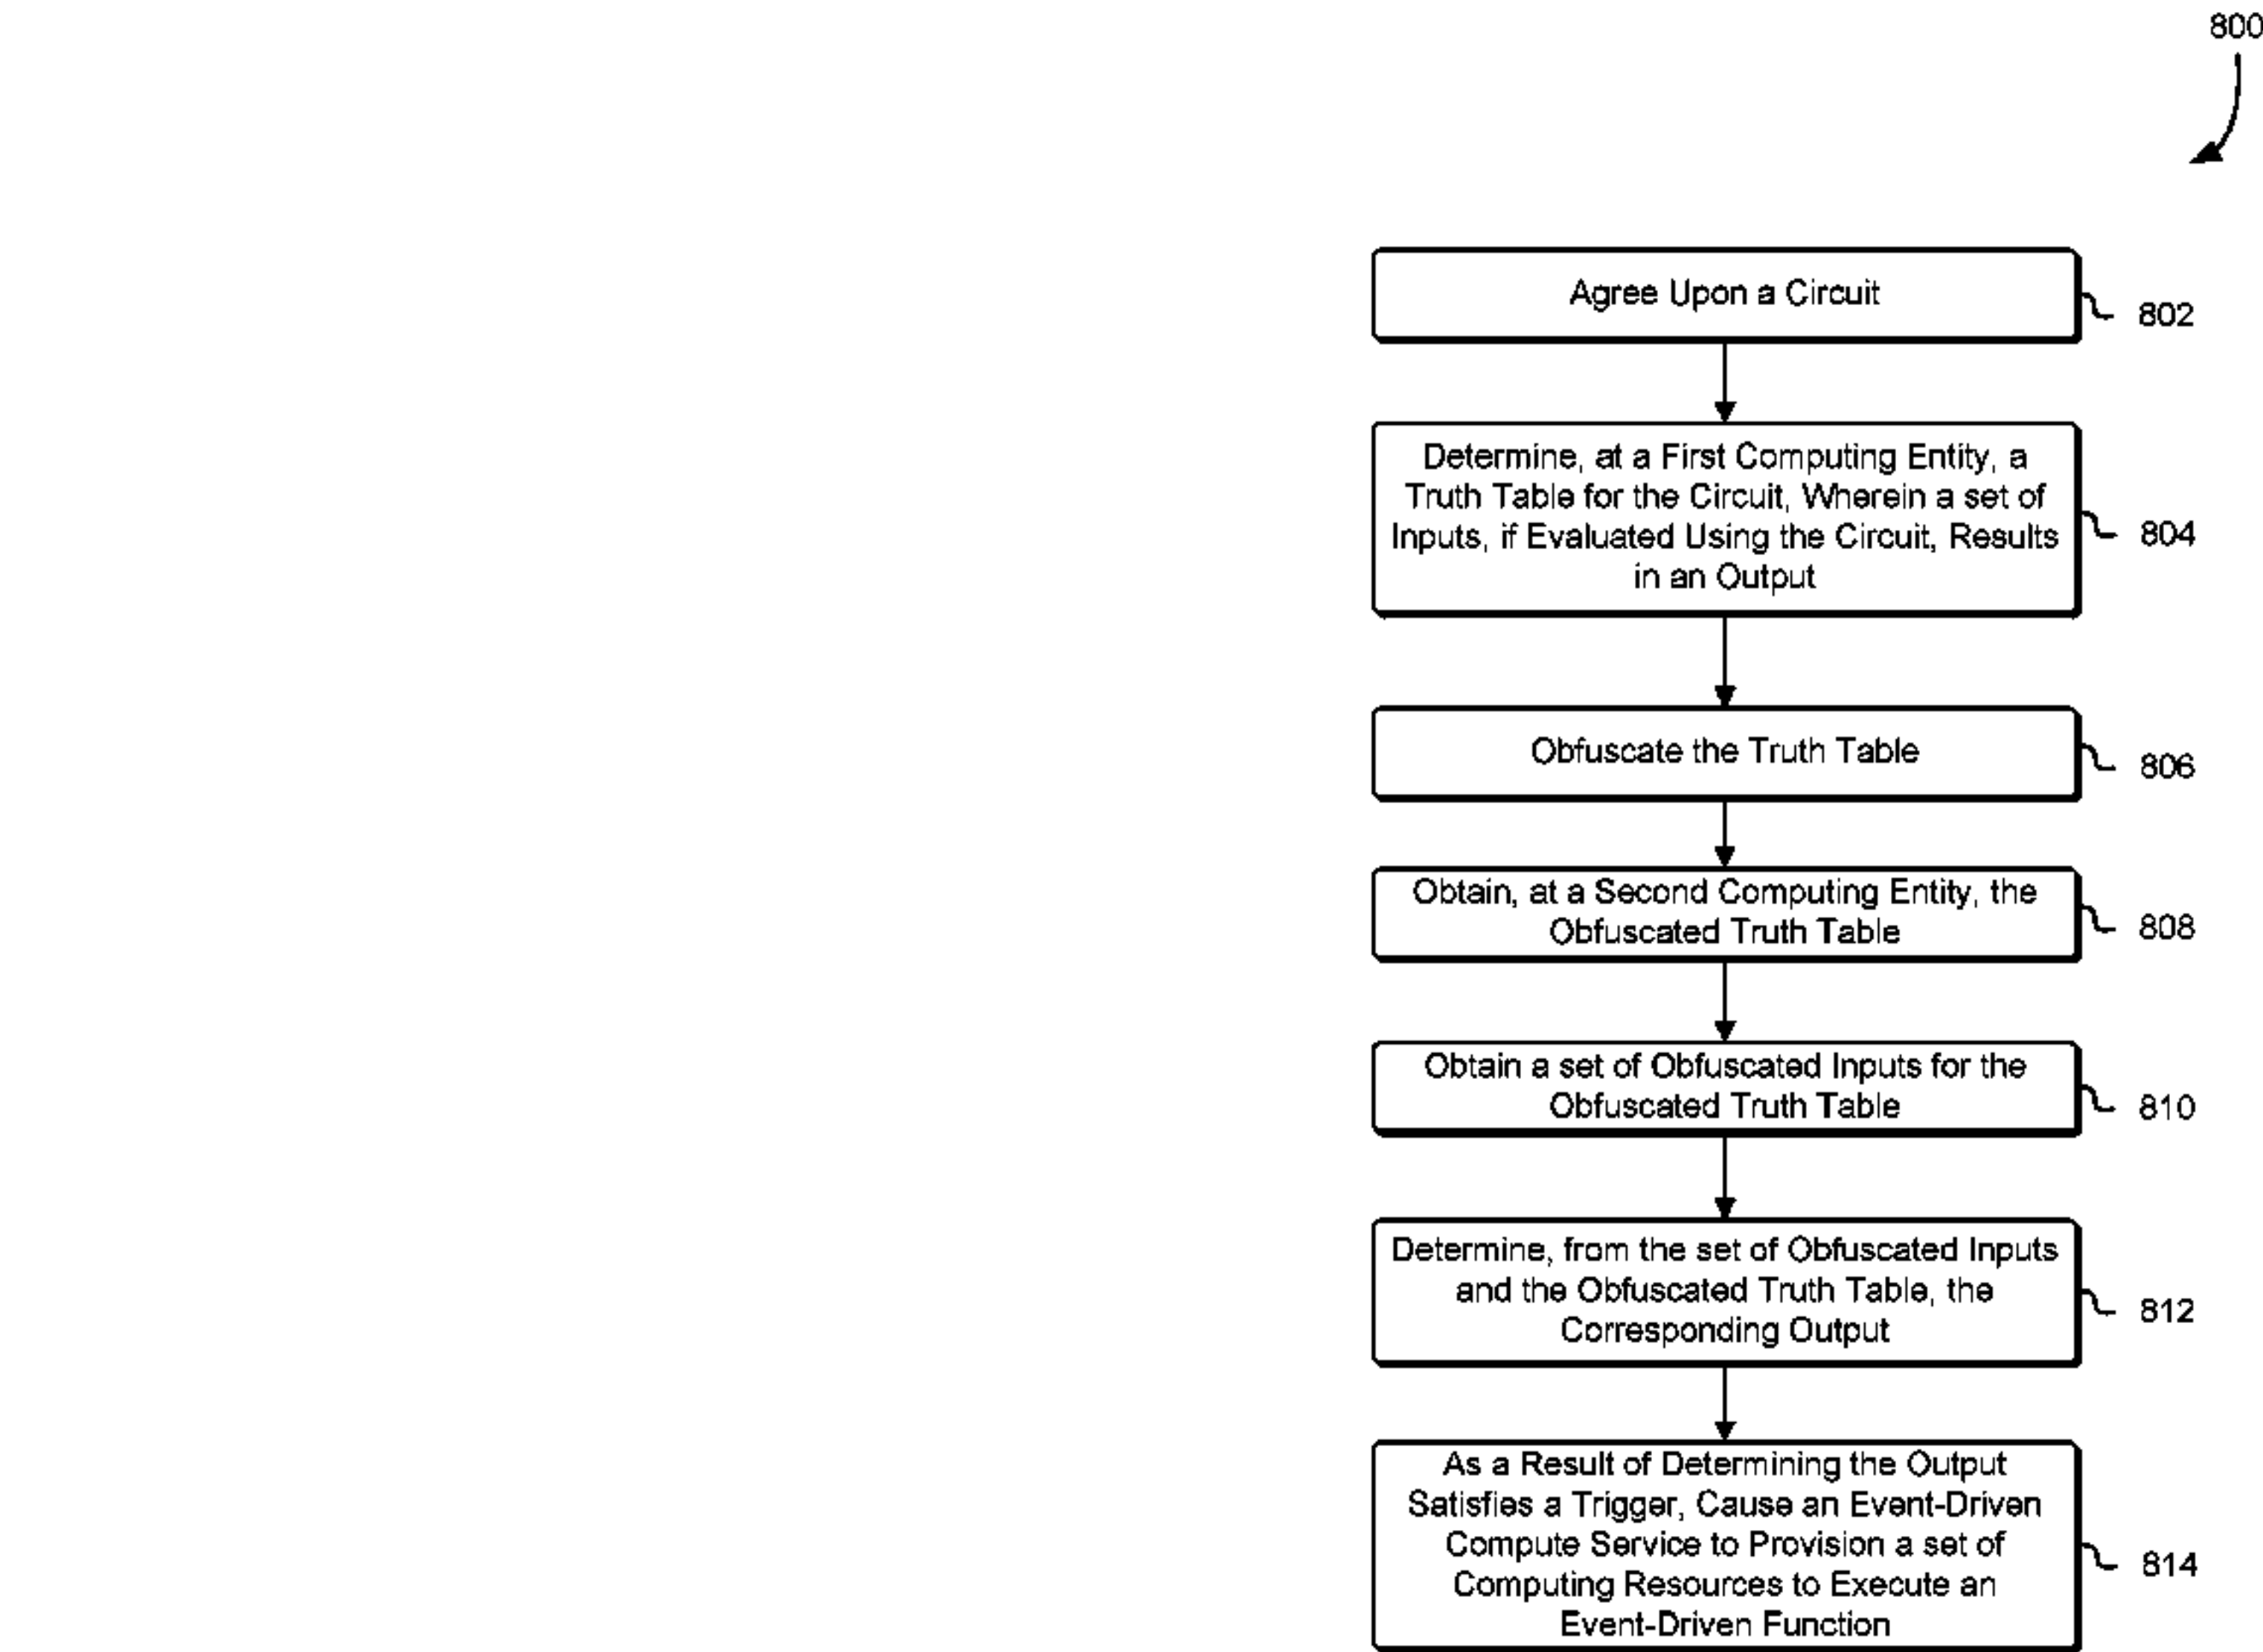 800
Agree Upon a Circuit
802
Determine, at a First Computing Entity, a
Truth Table for the Circuit, Wherein a set of
Inputs, if Evaluated Using the Circuit, Results
in an Output
804
Obfuscate the Truth Table
806
Obtain, at a Second Computing Entity, the
Obfuscated Truth Table
808
Obtain a set of Obfuscated Inputs for the
Obfuscated Truth Table
810
Determine, from the set of Obfuscated Inputs
and the Obfuscated Truth Table, the
Corresponding Output
812
As a Result of Determining the Output
Satisfies a Trigger, Cause an Event-Driven
Compute Service to Provision a set of
Computing Resources to Execute an
Event-Driven Function
814